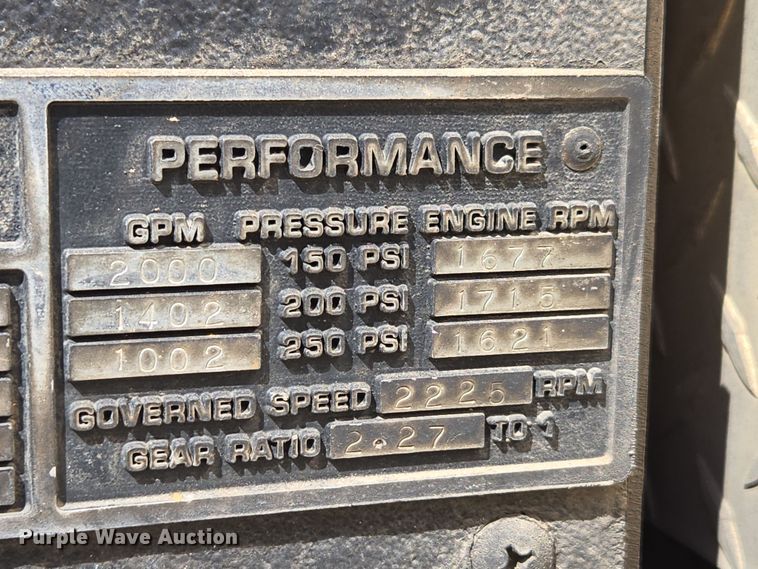 PERFORMANCE
GPM PRESSURE ENGINE RPM
2000 150 PSI 1677
1402 200 PSI 1715
1002 250 PSI 1621
GOVERNED SPEED 2225 RPM
GEAR RATIO 2.27 TO 1
Purple Wave Auction®